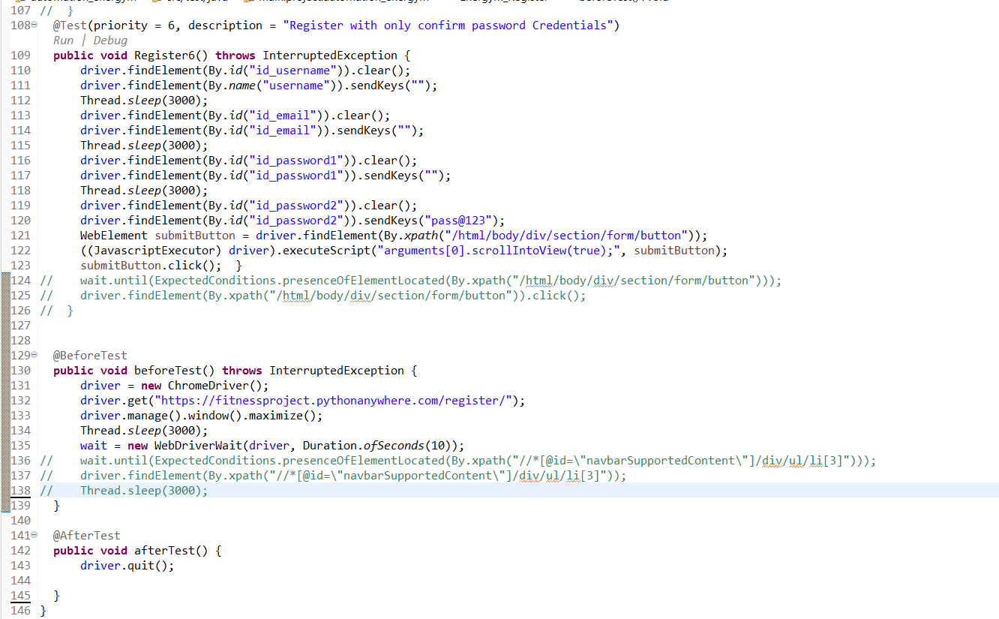 107 //  }
108 @Test(priority = 6, description = "Register with only confirm password Credentials")
Run | Debug
109 public void Register6() throws InterruptedException {
110 driver.findElement(By.id("id_username")).clear();
111 driver.findElement(By.name("username")).sendKeys("");
112 Thread.sleep(3000);
113 driver.findElement(By.id("id_email")).clear();
114 driver.findElement(By.id("id_email")).sendKeys("");
115 Thread.sleep(3000);
116 driver.findElement(By.id("id_password1")).clear();
117 driver.findElement(By.id("id_password1")).sendKeys("");
118 Thread.sleep(3000);
119 driver.findElement(By.id("id_password2")).clear();
120 driver.findElement(By.id("id_password2")).sendKeys("pass@123");
121 WebElement submitButton = driver.findElement(By.xpath("/html/body/div/section/form/button"));
122 ((JavascriptExecutor) driver).executeScript("arguments[0].scrollIntoView(true);", submitButton);
123 submitButton.click();  }
124 // wait.until(ExpectedConditions.presenceOfElementLocated(By.xpath("/html/body/div/section/form/button")));
125 // driver.findElement(By.xpath("/html/body/div/section/form/button")).click();
126 //  }
127
128
129 @BeforeTest
130 public void beforeTest() throws InterruptedException {
131 driver = new ChromeDriver();
132 driver.get("https://fitnessproject.pythonanywhere.com/register/");
133 driver.manage().window().maximize();
134 Thread.sleep(3000);
135 wait = new WebDriverWait(driver, Duration.ofSeconds(10));
136 // wait.until(ExpectedConditions.presenceOfElementLocated(By.xpath("//*[@id=\"navbarSupportedContent\"]/div/ul/li[3]")));
137 // driver.findElement(By.xpath("//*[@id=\"navbarSupportedContent\"]/div/ul/li[3]"));
138 // Thread.sleep(3000);
139 }
140
141 @AfterTest
142 public void afterTest() {
143 driver.quit();
144
145 }
146 }